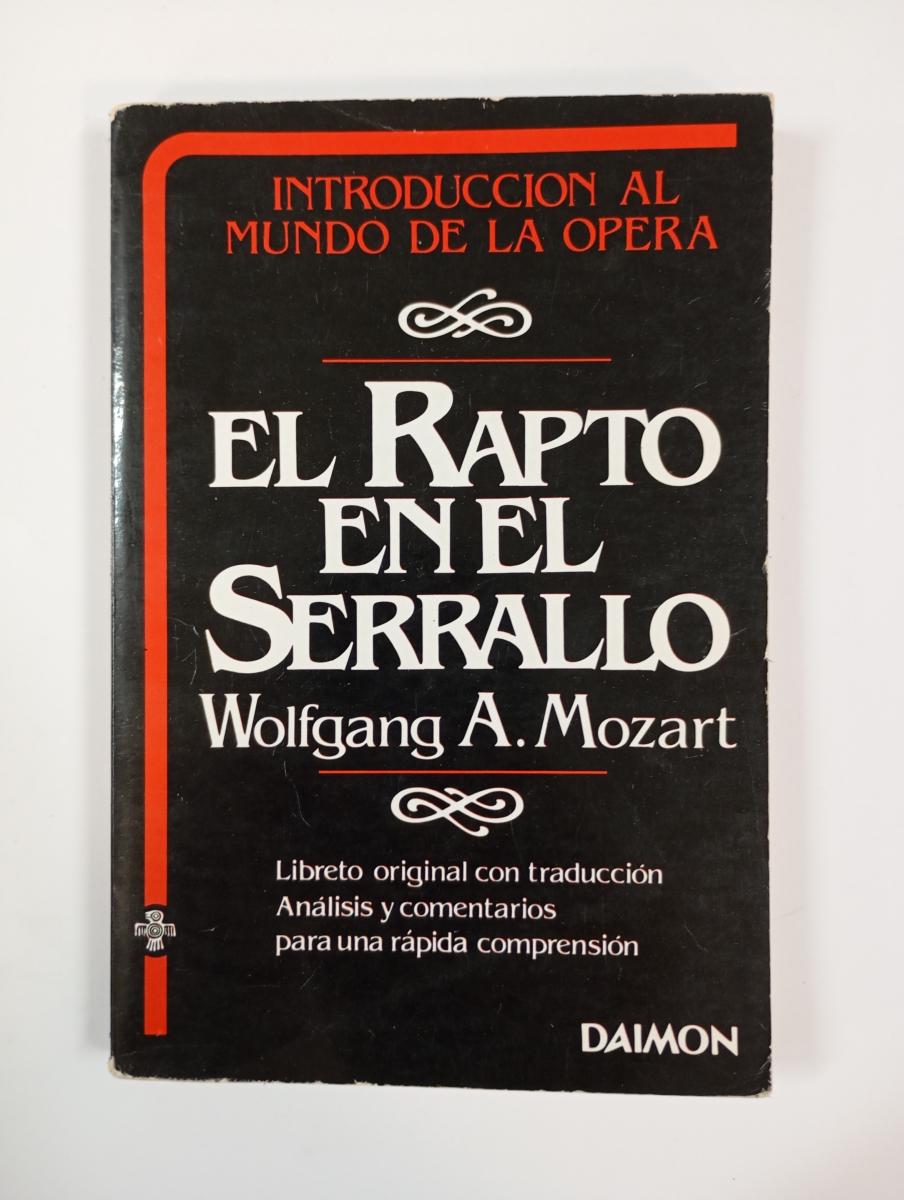 INTRODUCCION AL
MUNDO DE LA OPERA
EL RAPTO
EN EL
SERRALLO
Wolfgang A. Mozart
Libreto original con traducción
Análisis y comentarios
para una rápida comprensión
DAIMON